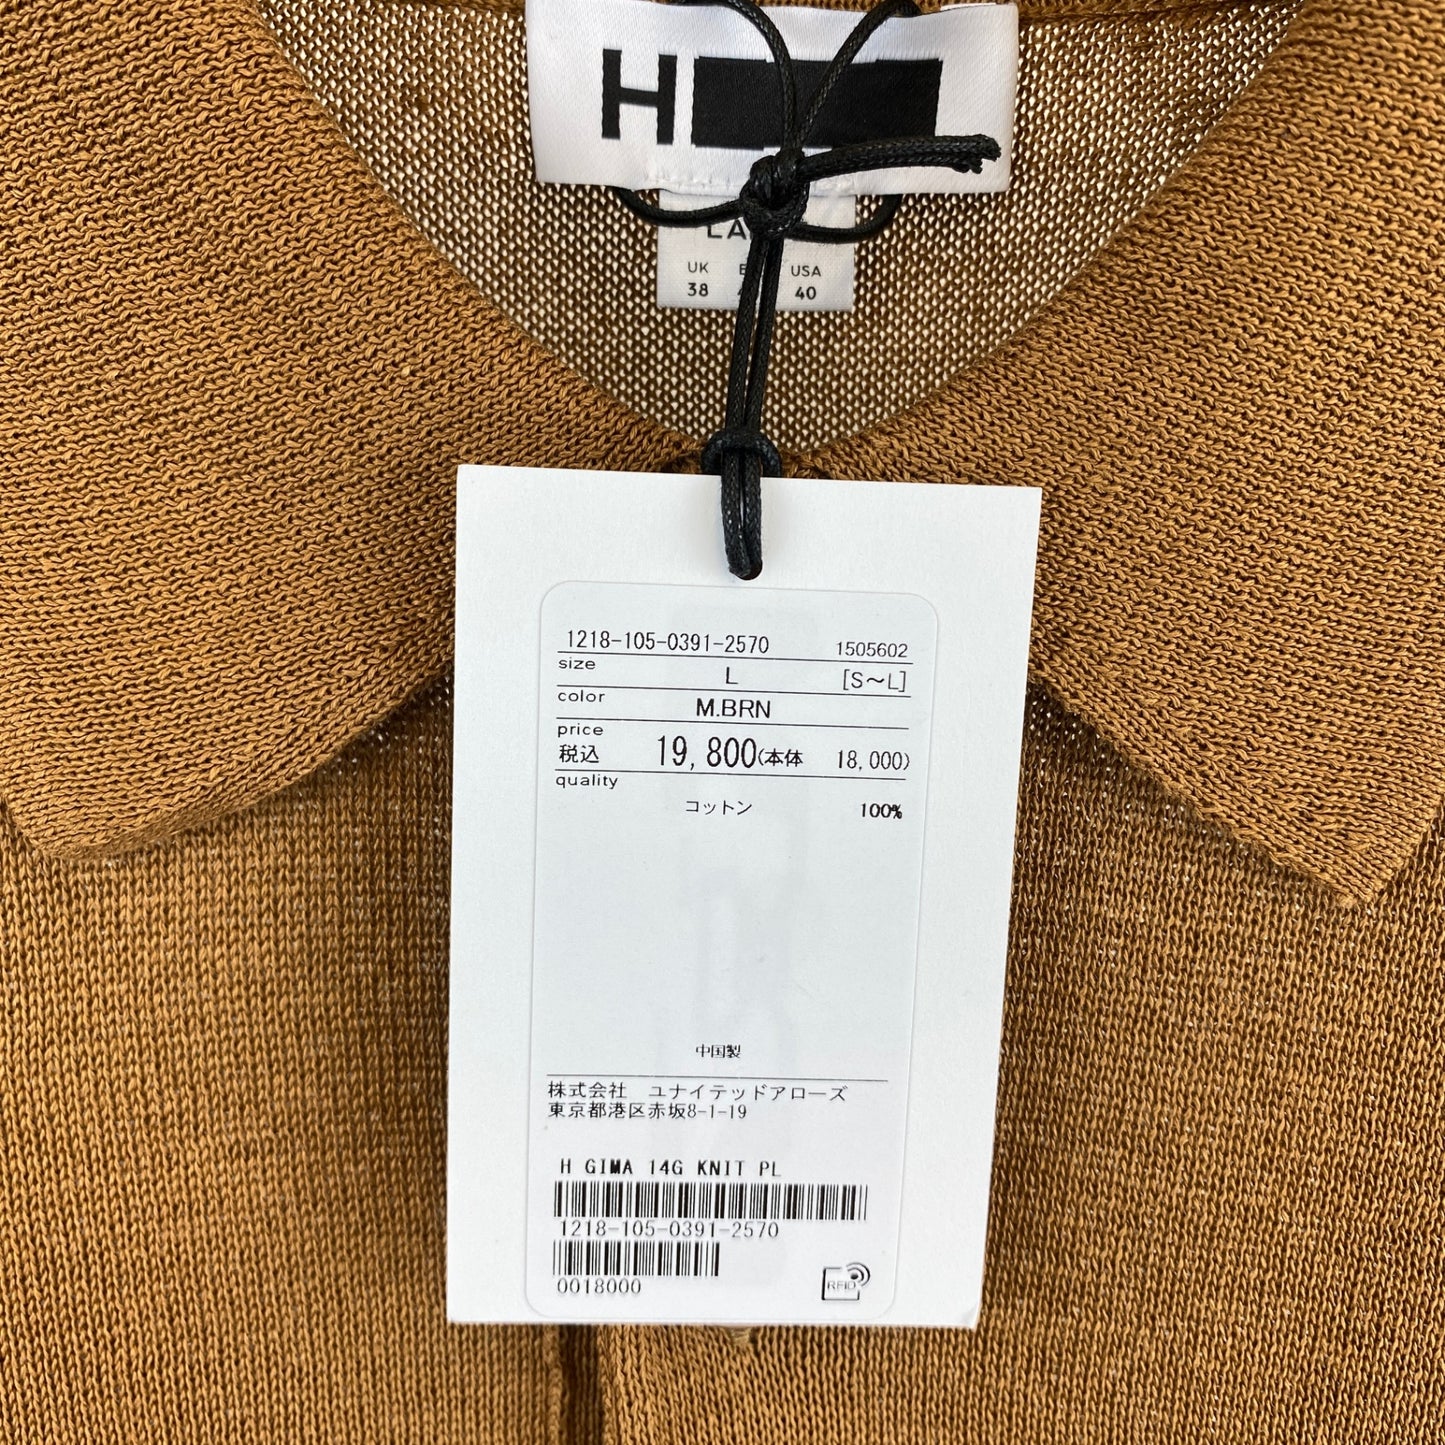 H
UK USA
38 40
1218-105-0391-2570 1505602
size L [S～L]
color M.BRN
price
税込 19,800(本体 18,000)
quality
コットン 100%
中国製
株式会社 ユナイテッドアローズ
東京都港区赤坂8-1-19
H GIMA 14G KNIT PL
1218-105-0391-2570
0018000
RFID